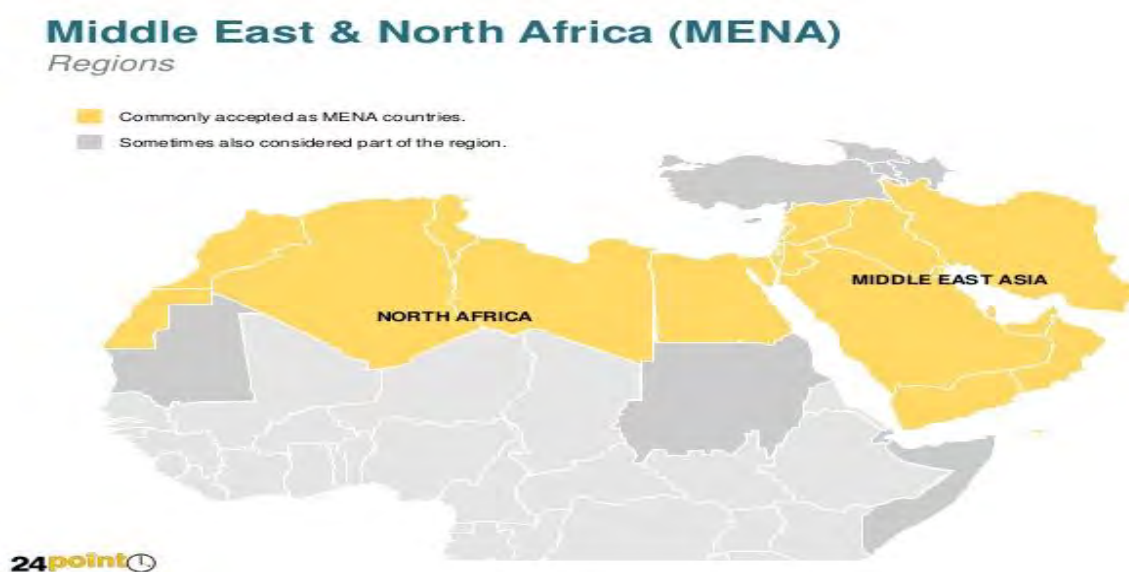 Middle East & North Africa (MENA)
Regions
Commonly accepted as MENA countries.
Sometimes also considered part of the region.
MIDDLE EAST ASIA
NORTH AFRICA
24point